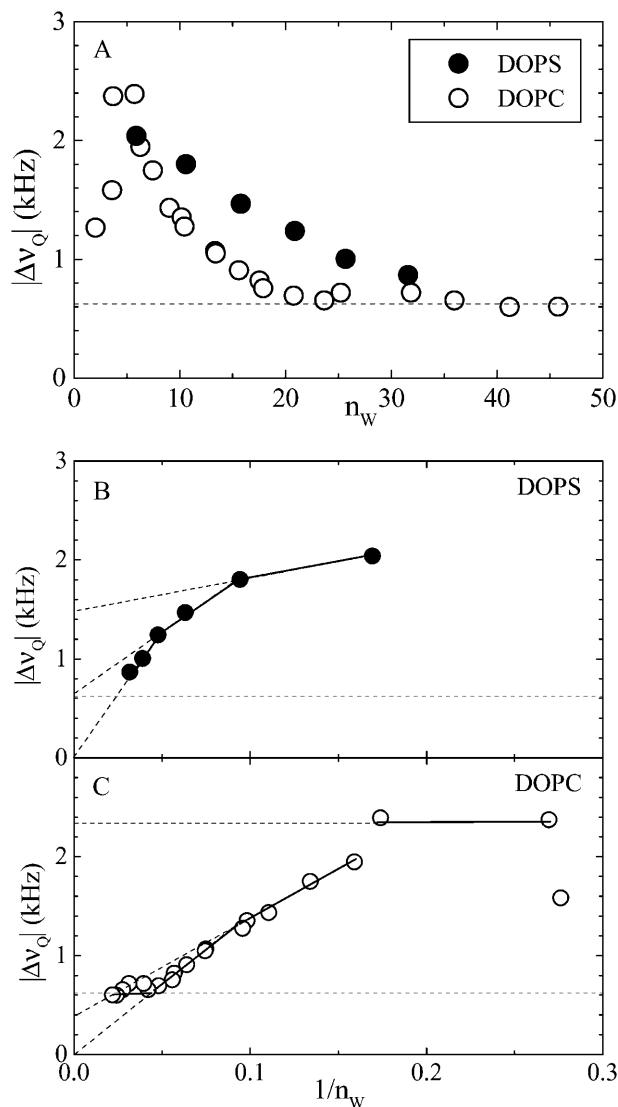 A
DOPS
DOPC
|Δν_Q| (kHz)
3
2
1
0
0 10 20 30 40 50
n_W
B
DOPS
|Δν_Q| (kHz)
3
2
1
0
C
DOPC
|Δν_Q| (kHz)
2
1
0
0.0 0.1 0.2 0.3
1/n_W